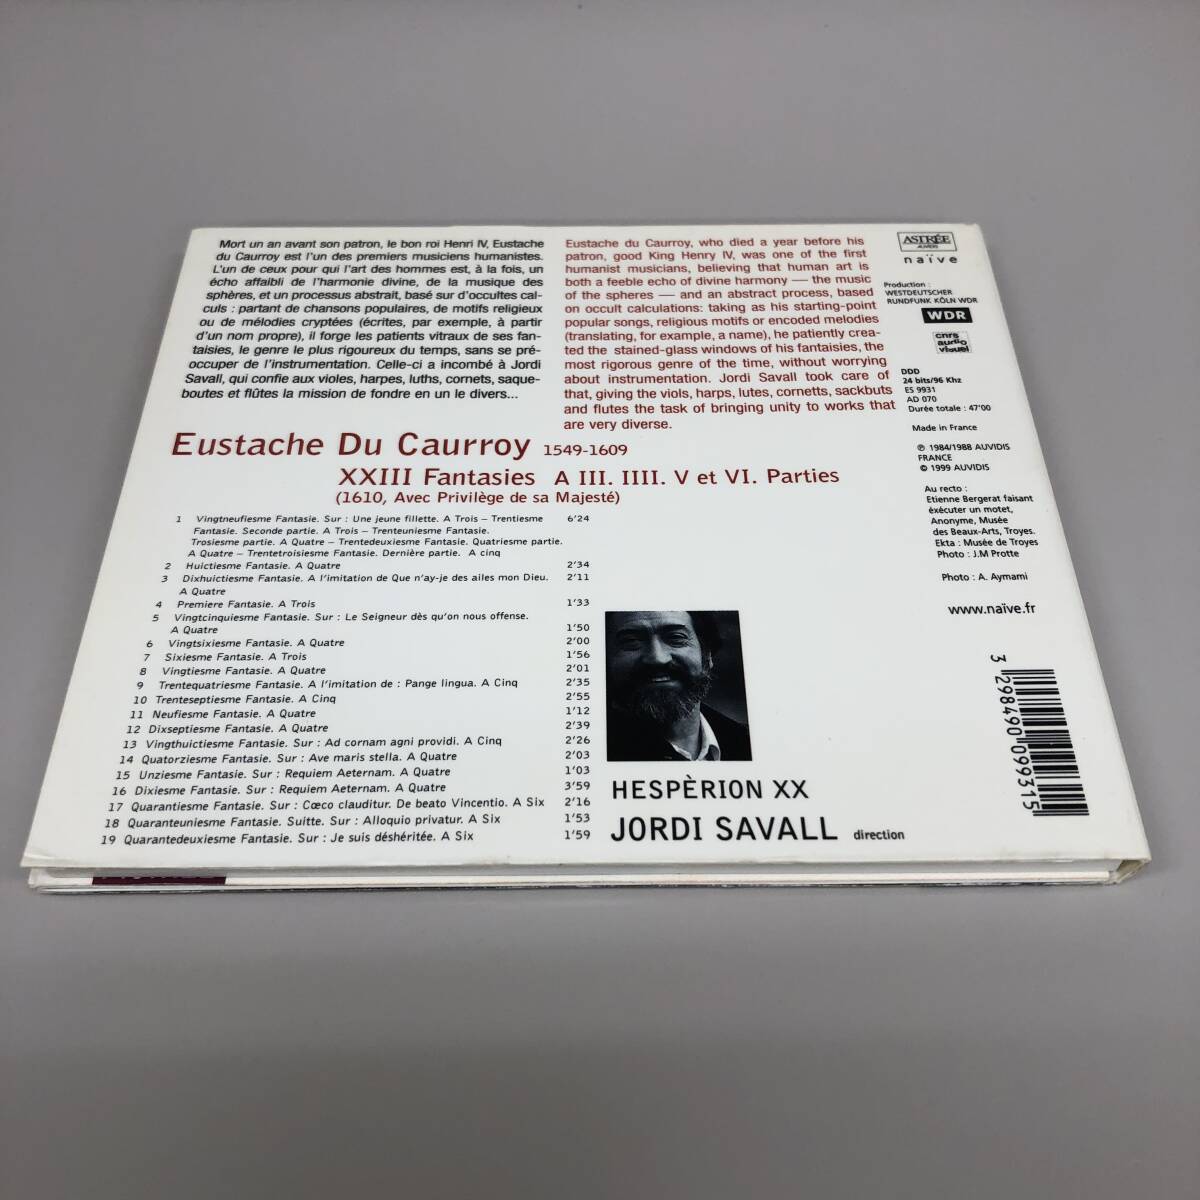 Mort un an avant son patron, le bon roi Henri IV, Eustache
du Caurroy est l'un des premiers musiciens humanistes.
L'un de ceux pour qui l'art des hommes est, à la fois, un
écho affaibli de l'harmonie divine, de la musique des
sphères, et un processus abstrait, basé sur d'occultes cal-
culs : partant de chansons populaires, de motifs religieux
ou de mélodies cryptées (écrites, par exemple, à partir
d'un nom propre), il forge les patients vitraux de ses fan-
taisies, le genre le plus rigoureux du temps, sans se pré-
occuper de l'instrumentation. Celle-ci a incombé à Jordi
Savall, qui confie aux violes, harpes, luths, cornets, saque-
boutes et flûtes la mission de fondre en un le divers...
Eustache du Caurroy, who died a year before his
patron, good King Henry IV, was one of the first
humanist musicians, believing that human art is
both a feeble echo of divine harmony — the music
of the spheres — and an abstract process, based
on occult calculations: taking as his starting-point
popular songs, religious motifs or encoded melodies
(translating, for example, a name), he patiently crea-
ted the stained-glass windows of his fantaisies, the
most rigorous genre of the time, without worrying
about instrumentation. Jordi Savall took care of
that, giving the viols, harps, lutes, cornetts, sackbuts
and flutes the task of bringing unity to works that
are very diverse.
ASTRÉE
AUVIDIS
naïve
Production :
WESTDEUTSCHER
RUNDFUNK KÖLN WDR
WDR
cnrs
audio
visuel
DDD
24 bits/96 Khz
ES 9931
AD 070
Durée totale : 47'00
Made in France
℗ 1984/1988 AUVIDIS
FRANCE
© 1999 AUVIDIS
Au recto :
Etienne Bergerat faisant
éxécuter un motet,
Anonyme, Musée
des Beaux-Arts, Troyes.
Ekta : Musée de Troyes
Photo : J.M Protte
Photo : A. Aymami
www.naïve.fr
Eustache Du Caurroy 1549-1609
XXIII Fantasies A III. IIII. V et VI. Parties
(1610, Avec Privilège de sa Majesté)
1 Vingtneufiesme Fantasie. Sur : Une jeune fillette. A Trois – Trentiesme 6'24
Fantasie. Seconde partie. A Trois – Trenteuniesme Fantasie.
Trosiesme partie. A Quatre – Trentedeuxiesme Fantasie. Quatriesme partie.
A Quatre – Trentetroisiesme Fantasie. Dernière partie. A cinq
2 Huictiesme Fantasie. A Quatre 2'34
3 Dixhuictiesme Fantasie. A l'imitation de Que n'ay-je des ailes mon Dieu. 2'11
A Quatre
4 Premiere Fantasie. A Trois 1'33
5 Vingtcinquiesme Fantasie. Sur : Le Seigneur dès qu'on nous offense.
A Quatre 1'50
6 Vingtsixiesme Fantasie. A Quatre 2'00
7 Sixiesme Fantasie. A Trois 1'56
8 Vingtiesme Fantasie. A Quatre 2'01
9 Trentequatriesme Fantasie. A l'imitation de : Pange lingua. A Cinq 2'35
10 Trenteseptiesme Fantasie. A Cinq 2'55
11 Neufiesme Fantasie. A Quatre 1'12
12 Dixseptiesme Fantasie. A Quatre 2'39
13 Vingthuictiesme Fantasie. Sur : Ad cornam agni providi. A Cinq 2'26
14 Quatorziesme Fantasie. Sur : Ave maris stella. A Quatre 2'03
15 Unziesme Fantasie. Sur : Requiem Aeternam. A Quatre 1'03
16 Dixiesme Fantasie. Sur : Requiem Aeternam. A Quatre 3'59
17 Quarantiesme Fantasie. Sur : Cœco clauditur. De beato Vincentio. A Six 2'16
18 Quaranteuniesme Fantasie. Suitte. Sur : Alloquio privatur. A Six 1'53
19 Quarantedeuxiesme Fantasie. Sur : Je suis déshéritée. A Six 1'59
HESPÈRION XX
JORDI SAVALL direction
3 298490 099315